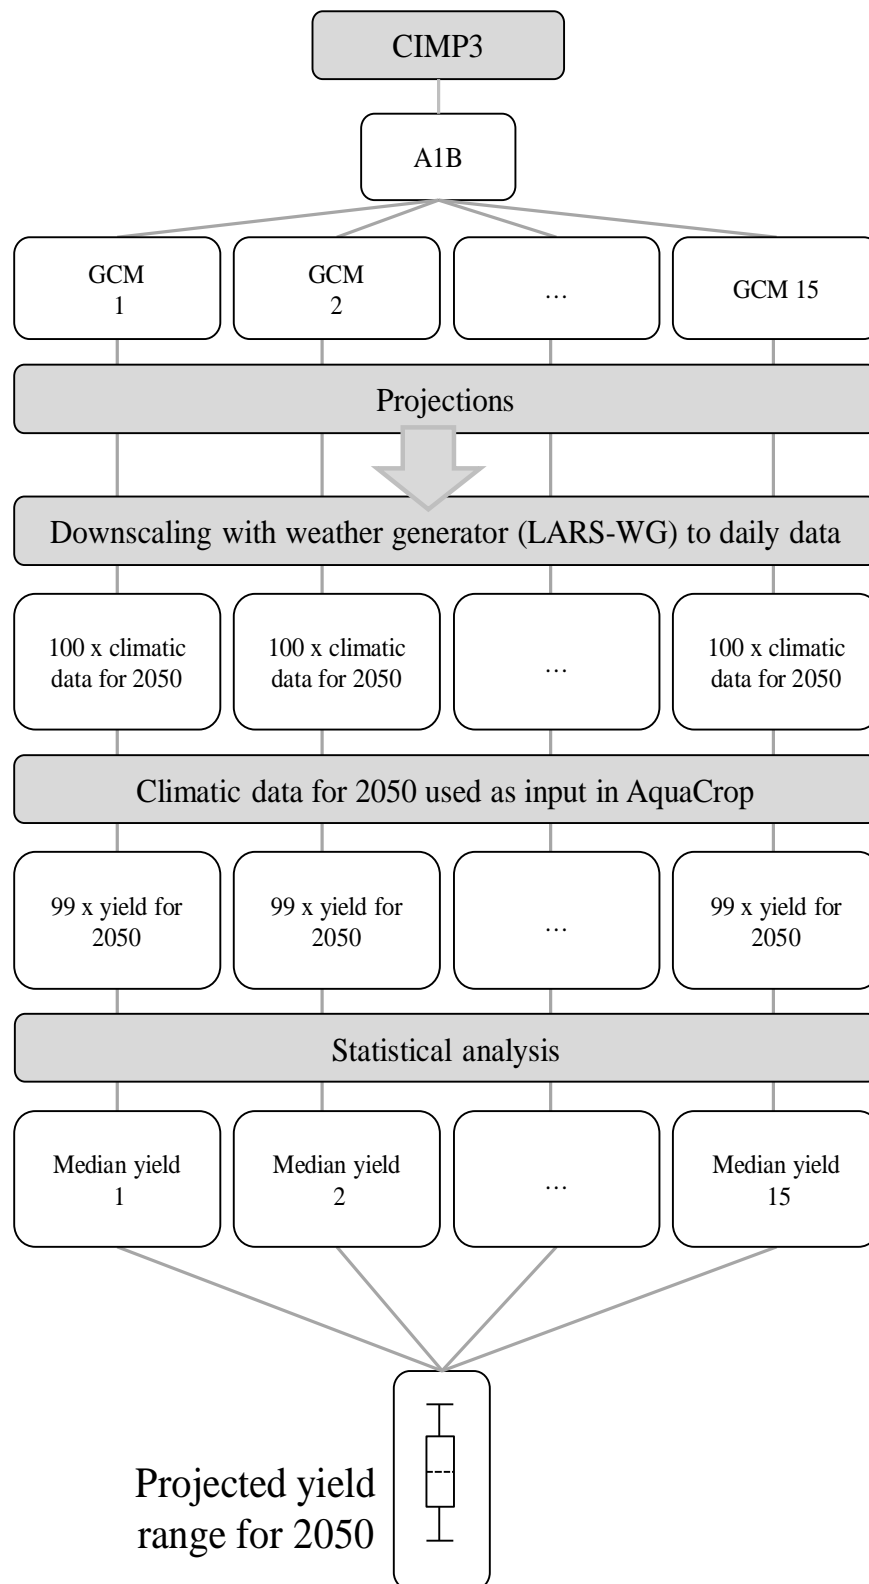 CIMP3
A1B
GCM
1
GCM
2
...
GCM 15
Projections
Downscaling with weather generator (LARS-WG) to daily data
100 x climatic
data for 2050
100 x climatic
data for 2050
...
100 x climatic
data for 2050
Climatic data for 2050 used as input in AquaCrop
99 x yield for
2050
99 x yield for
2050
...
99 x yield for
2050
Statistical analysis
Median yield
1
Median yield
2
...
Median yield
15
Projected yield
range for 2050